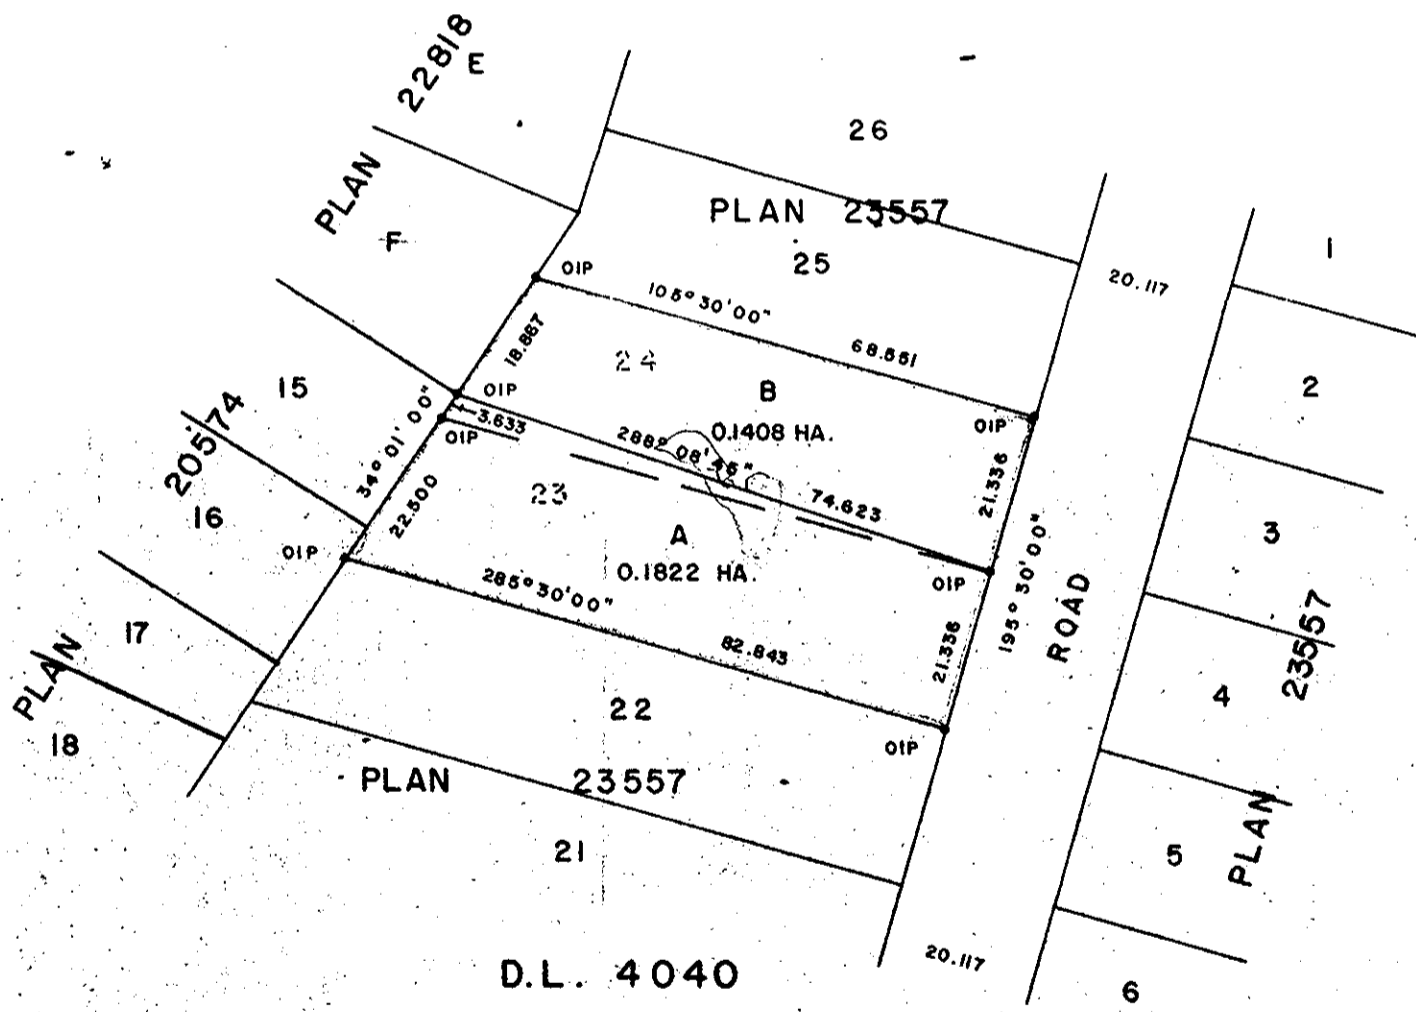 PLAN 22818
E
26
PLAN 23557
F
25
1
OIP
20.117
105°30'00"
18.867
68.551
24
2
15
OIP
B
3.633
0.1408 HA.
OIP
34°01'00"
OIP
288°08'45"
PLAN 20574
23
74.623
21.336
22.500
16
A
3
OIP
0.1822 HA.
OIP
195°30'00"
285°30'00"
ROAD
17
82.843
21.336
PLAN 23557
22
4
18
OIP
PLAN 23557
21
5
D.L. 4040
20.117
6